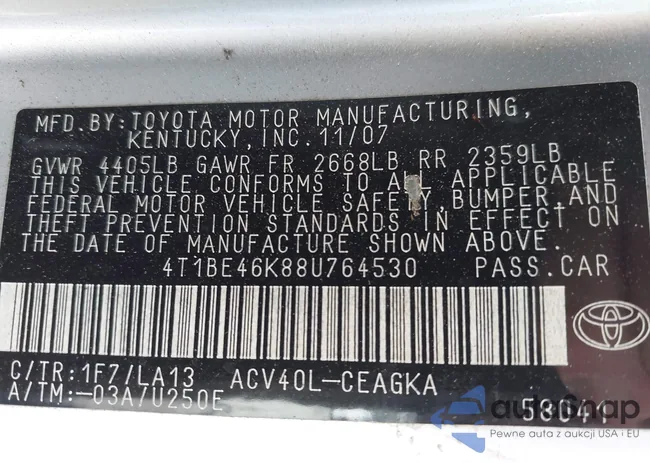 MFD.BY:TOYOTA MOTOR MANUFACTURING,
KENTUCKY,INC.11/07
GVWR 4405LB GAWR FR 2668LB RR 2359LB
THIS VEHICLE CONFORMS TO ALL APPLICABLE
FEDERAL MOTOR VEHICLE SAFETY,BUMPER,AND
THEFT PREVENTION STANDARDS IN EFFECT ON
THE DATE OF MANUFACTURE SHOWN ABOVE.
4T1BE46K88U764530 PASS.CAR
C/TR:1F7/LA13 ACV40L-CEAGKA
A/TM:-03A/U250E
autoSnap
Pewne auta z aukcji USA i EU